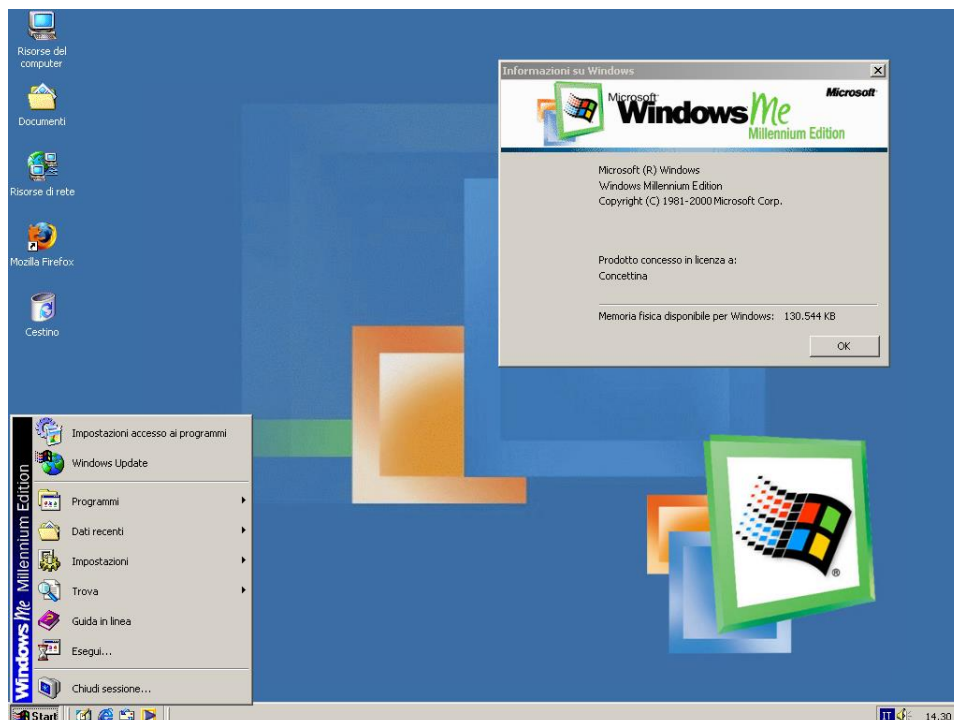 Risorse del
computer
Documenti
Risorse di rete
Mozilla Firefox
Cestino
Informazioni su Windows
Microsoft
Microsoft
Windows Me
Millennium Edition
Microsoft (R) Windows
Windows Millennium Edition
Copyright (C) 1981-2000 Microsoft Corp.
Prodotto concesso in licenza a:
Concettina
Memoria fisica disponibile per Windows: 130.544 KB
OK
Windows Me Millennium Edition
Impostazioni accesso ai programmi
Windows Update
Programmi
Dati recenti
Impostazioni
Trova
Guida in linea
Esegui...
Chiudi sessione...
Start
IT
14.30